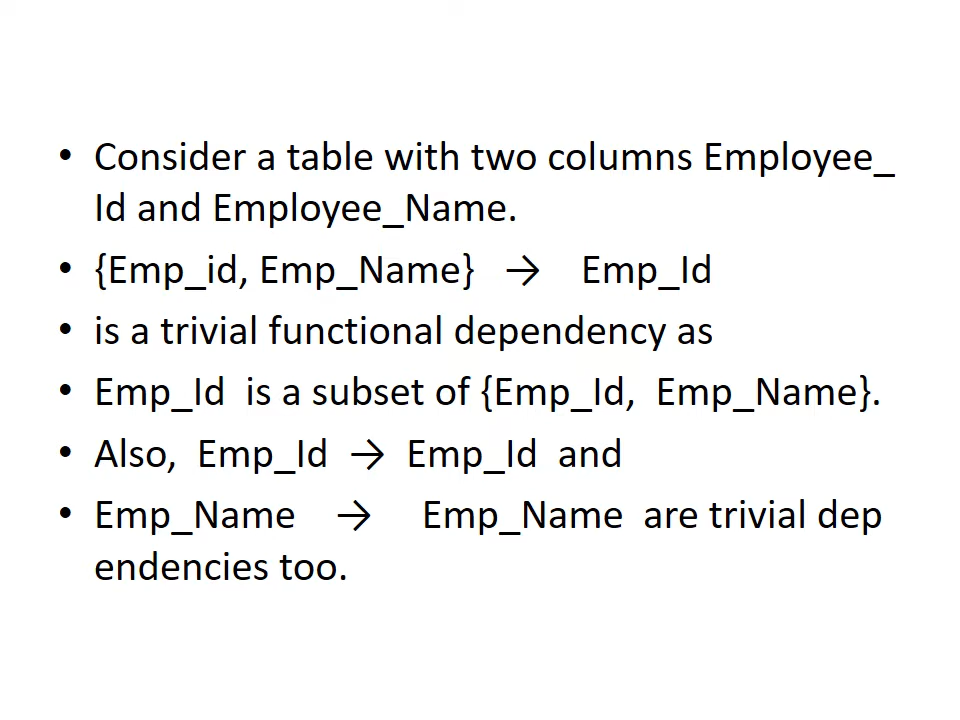 • Consider a table with two columns Employee_
Id and Employee_Name.
• {Emp_id, Emp_Name} → Emp_Id
• is a trivial functional dependency as
• Emp_Id is a subset of {Emp_Id, Emp_Name}.
• Also, Emp_Id → Emp_Id and
• Emp_Name → Emp_Name are trivial dep
endencies too.